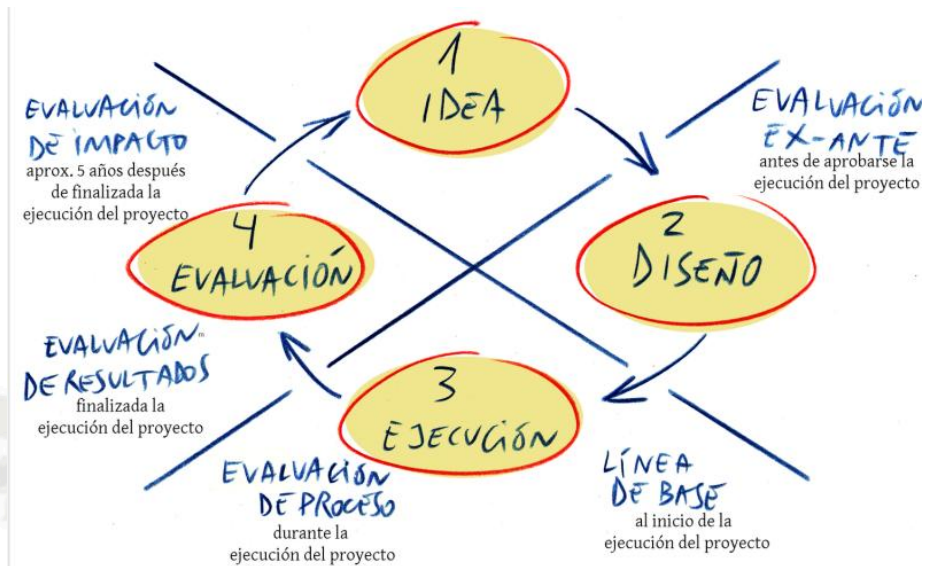 1
IDEA
EVALUACIÓN
DE IMPACTO
aprox. 5 años después
de finalizada la
ejecución del proyecto
EVALUACIÓN
EX-ANTE
antes de aprobarse la
ejecución del proyecto
2
DISEÑO
4
EVALUACIÓN
3
EJECUCIÓN
EVALUACIÓN
DE RESULTADOS
finalizada la
ejecución del proyecto
EVALUACIÓN
DE PROCESO
durante la
ejecución del proyecto
LÍNEA
DE BASE
al inicio de la
ejecución del proyecto